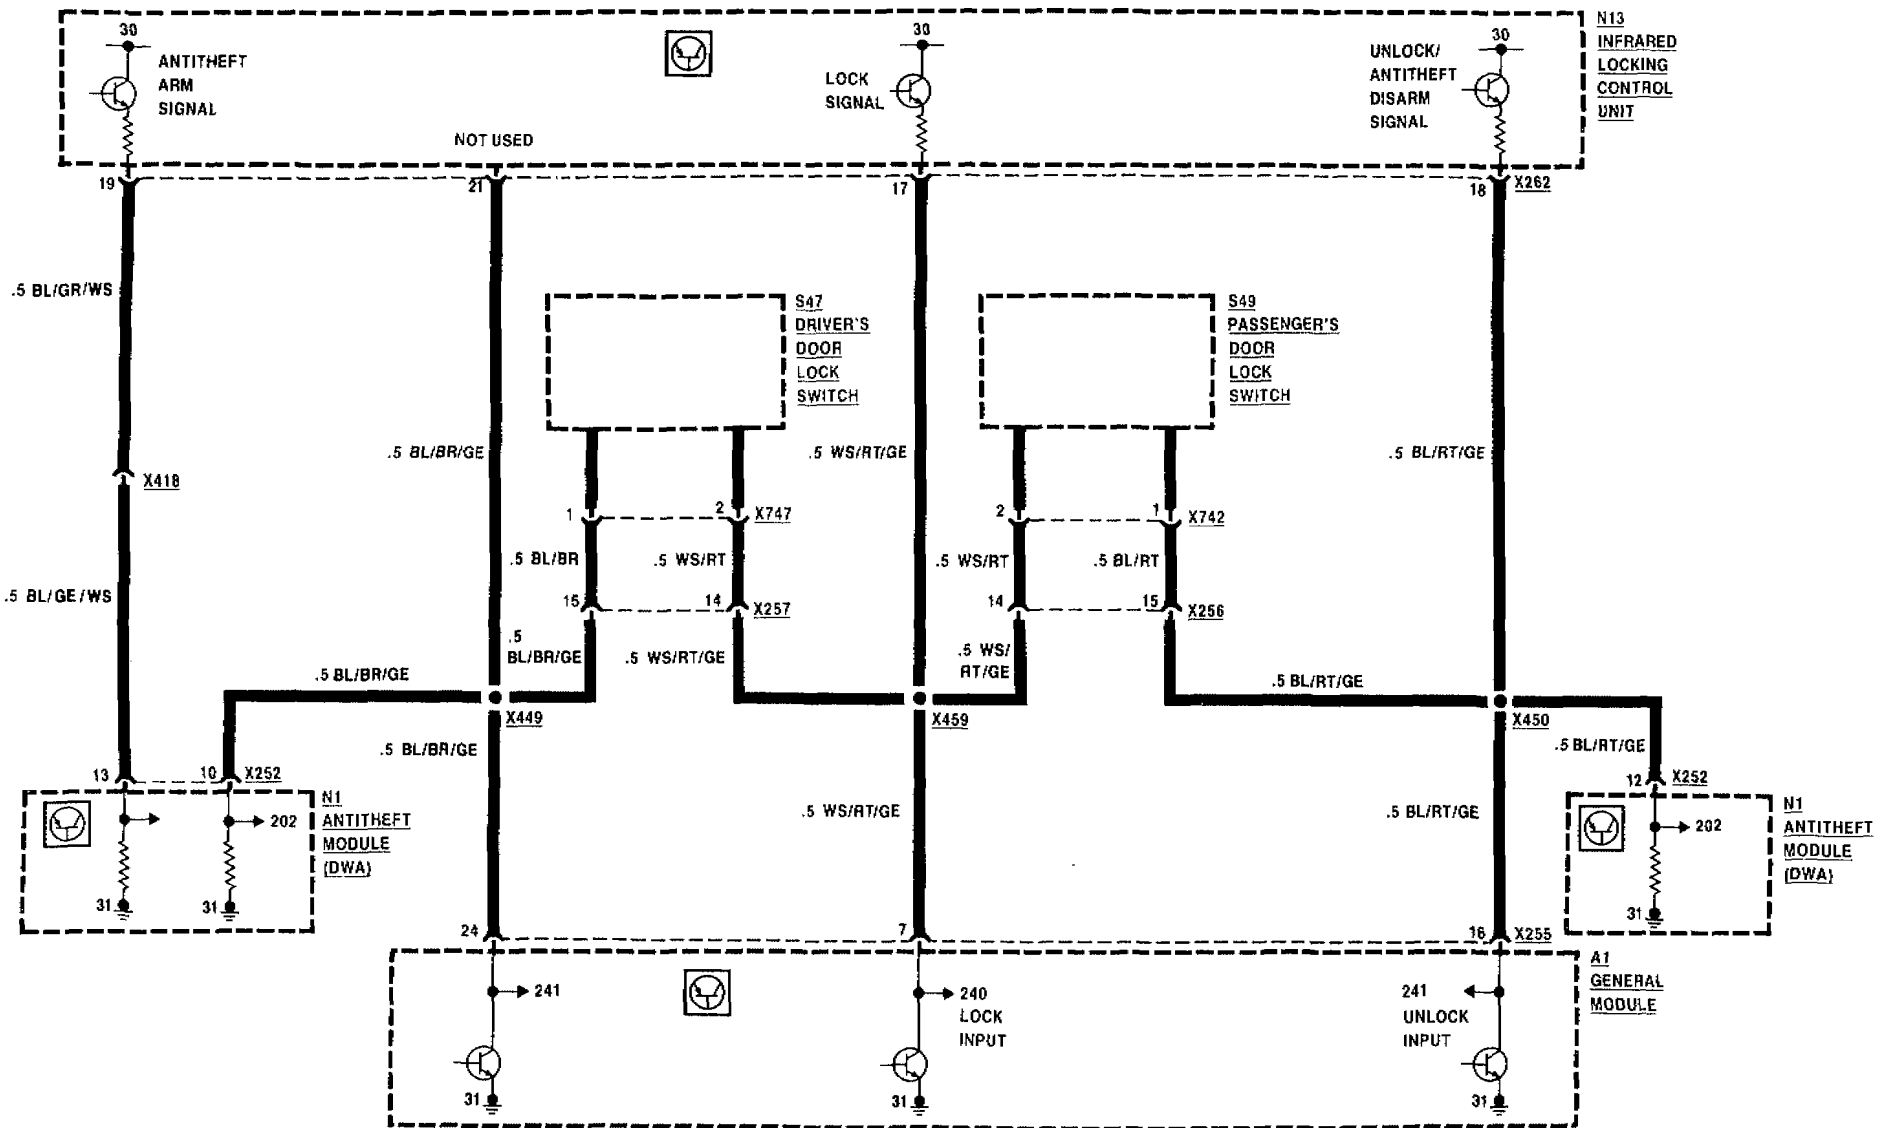 30
ANTITHEFT
ARM
SIGNAL
NOT USED
30
LOCK
SIGNAL
30
UNLOCK/
ANTITHEFT
DISARM
SIGNAL
N13
INFRARED
LOCKING
CONTROL
UNIT
19
21
17
18
X262
.5 BL/GR/WS
S47
DRIVER'S
DOOR
LOCK
SWITCH
S49
PASSENGER'S
DOOR
LOCK
SWITCH
X418
.5 BL/BR/GE
.5 WS/RT/GE
.5 BL/RT/GE
1
2
X747
2
1
X742
.5 BL/BR
.5 WS/RT
.5 WS/RT
.5 BL/RT
.5 BL/GE/WS
15
14
X257
14
15
X256
.5
BL/BR/GE
.5 WS/RT/GE
.5 WS/
RT/GE
.5 BL/BR/GE
.5 BL/RT/GE
X449
X459
X450
.5 BL/BR/GE
.5 BL/RT/GE
13
10
X252
12
X252
N1
ANTITHEFT
MODULE
(DWA)
202
31
31
.5 WS/RT/GE
.5 BL/RT/GE
N1
ANTITHEFT
MODULE
(DWA)
202
31
24
7
16
X255
A1
GENERAL
MODULE
241
240
LOCK
INPUT
241
UNLOCK
INPUT
31
31
31